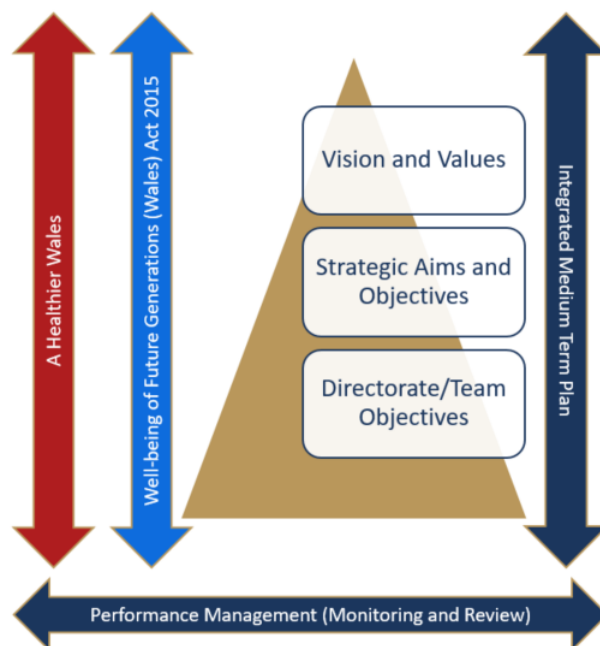 A Healthier Wales
Well-being of Future Generations (Wales) Act 2015
Vision and Values
Strategic Aims and
Objectives
Directorate/Team
Objectives
Integrated Medium Term Plan
Performance Management (Monitoring and Review)